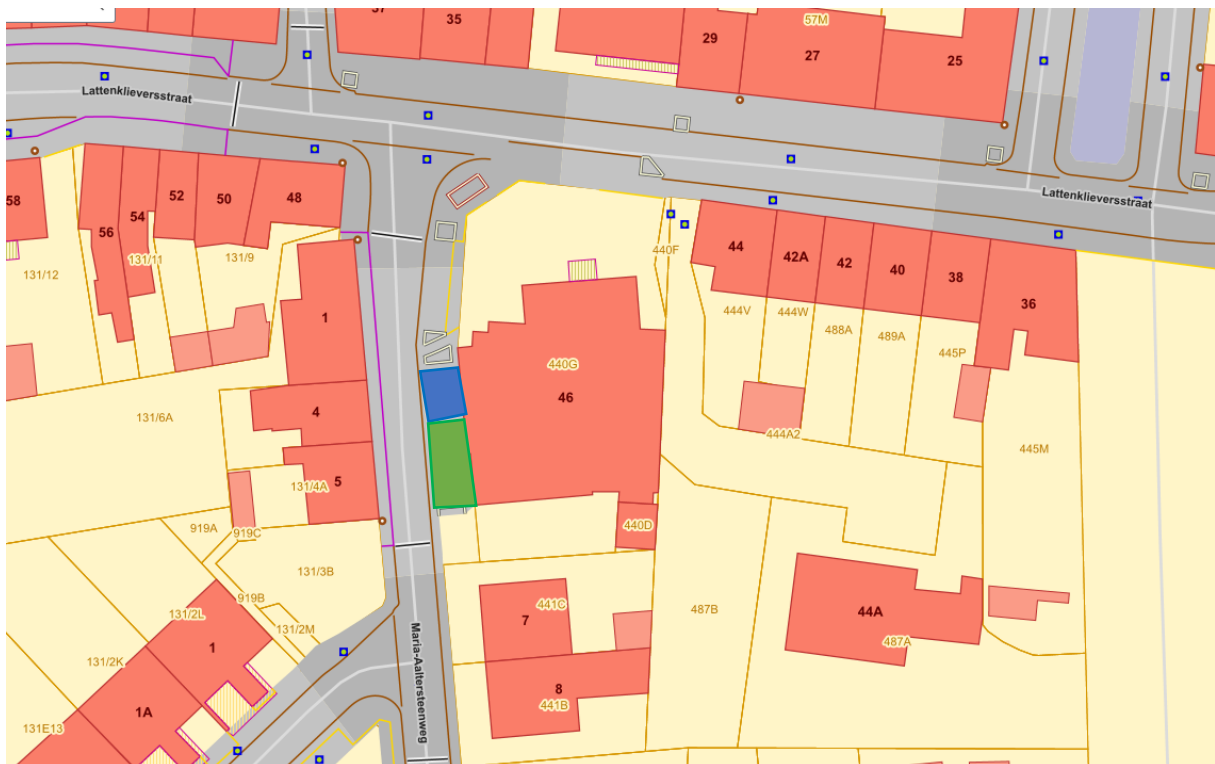 37
35
57M
29
27
25
Lattenklieversstraat
Lattenklieversstraat
58
56
54
52
50
48
131/12
131/11
131/9
440F
44
42A
42
40
38
36
444V
444W
488A
489A
445P
1
440G
46
131/6A
4
444A2
445M
5
131/4A
919A
919C
440D
131/3B
919B
131/2L
131/2M
441C
7
487B
44A
487A
131/2K
1
Maria-Aaltersteenweg
8
441B
1A
131E13